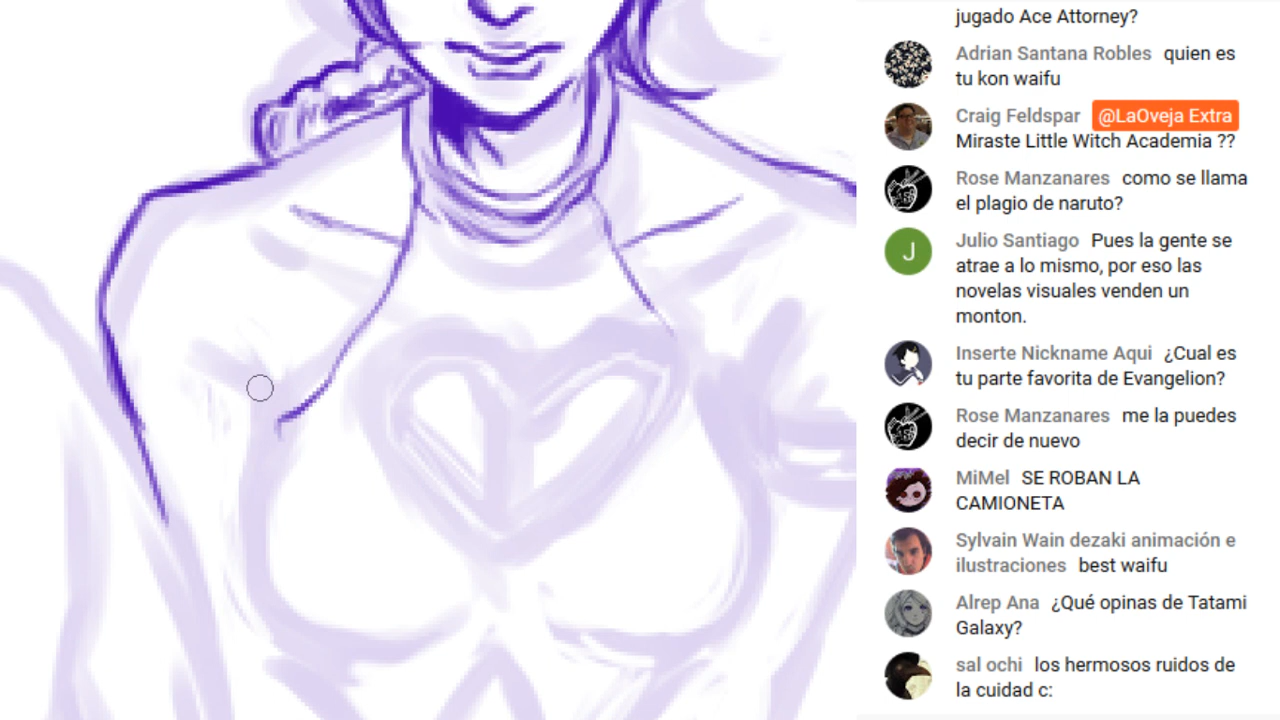 jugado Ace Attorney?
Adrian Santana Robles quien es
tu kon waifu
Craig Feldspar @LaOveja Extra
Miraste Little Witch Academia ??
Rose Manzanares como se llama
el plagio de naruto?
J
Julio Santiago Pues la gente se
atrae a lo mismo, por eso las
novelas visuales venden un
monton.
Inserte Nickname Aqui ¿Cual es
tu parte favorita de Evangelion?
Rose Manzanares me la puedes
decir de nuevo
MiMel SE ROBAN LA
CAMIONETA
Sylvain Wain dezaki animación e
ilustraciones best waifu
Alrep Ana ¿Qué opinas de Tatami
Galaxy?
sal ochi los hermosos ruidos de
la cuidad c: